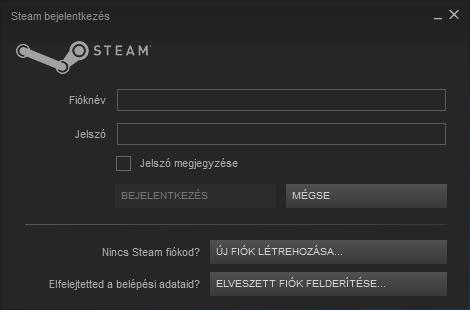 Steam bejelentkezés
STEAM
Fióknév
Jelszó
Jelszó megjegyzése
BEJELENTKEZÉS MÉGSE
Nincs Steam fiókod? ÚJ FIÓK LÉTREHOZÁSA...
Elfelejtetted a belépési adataid? ELVESZETT FIÓK FELDERÍTÉSE...